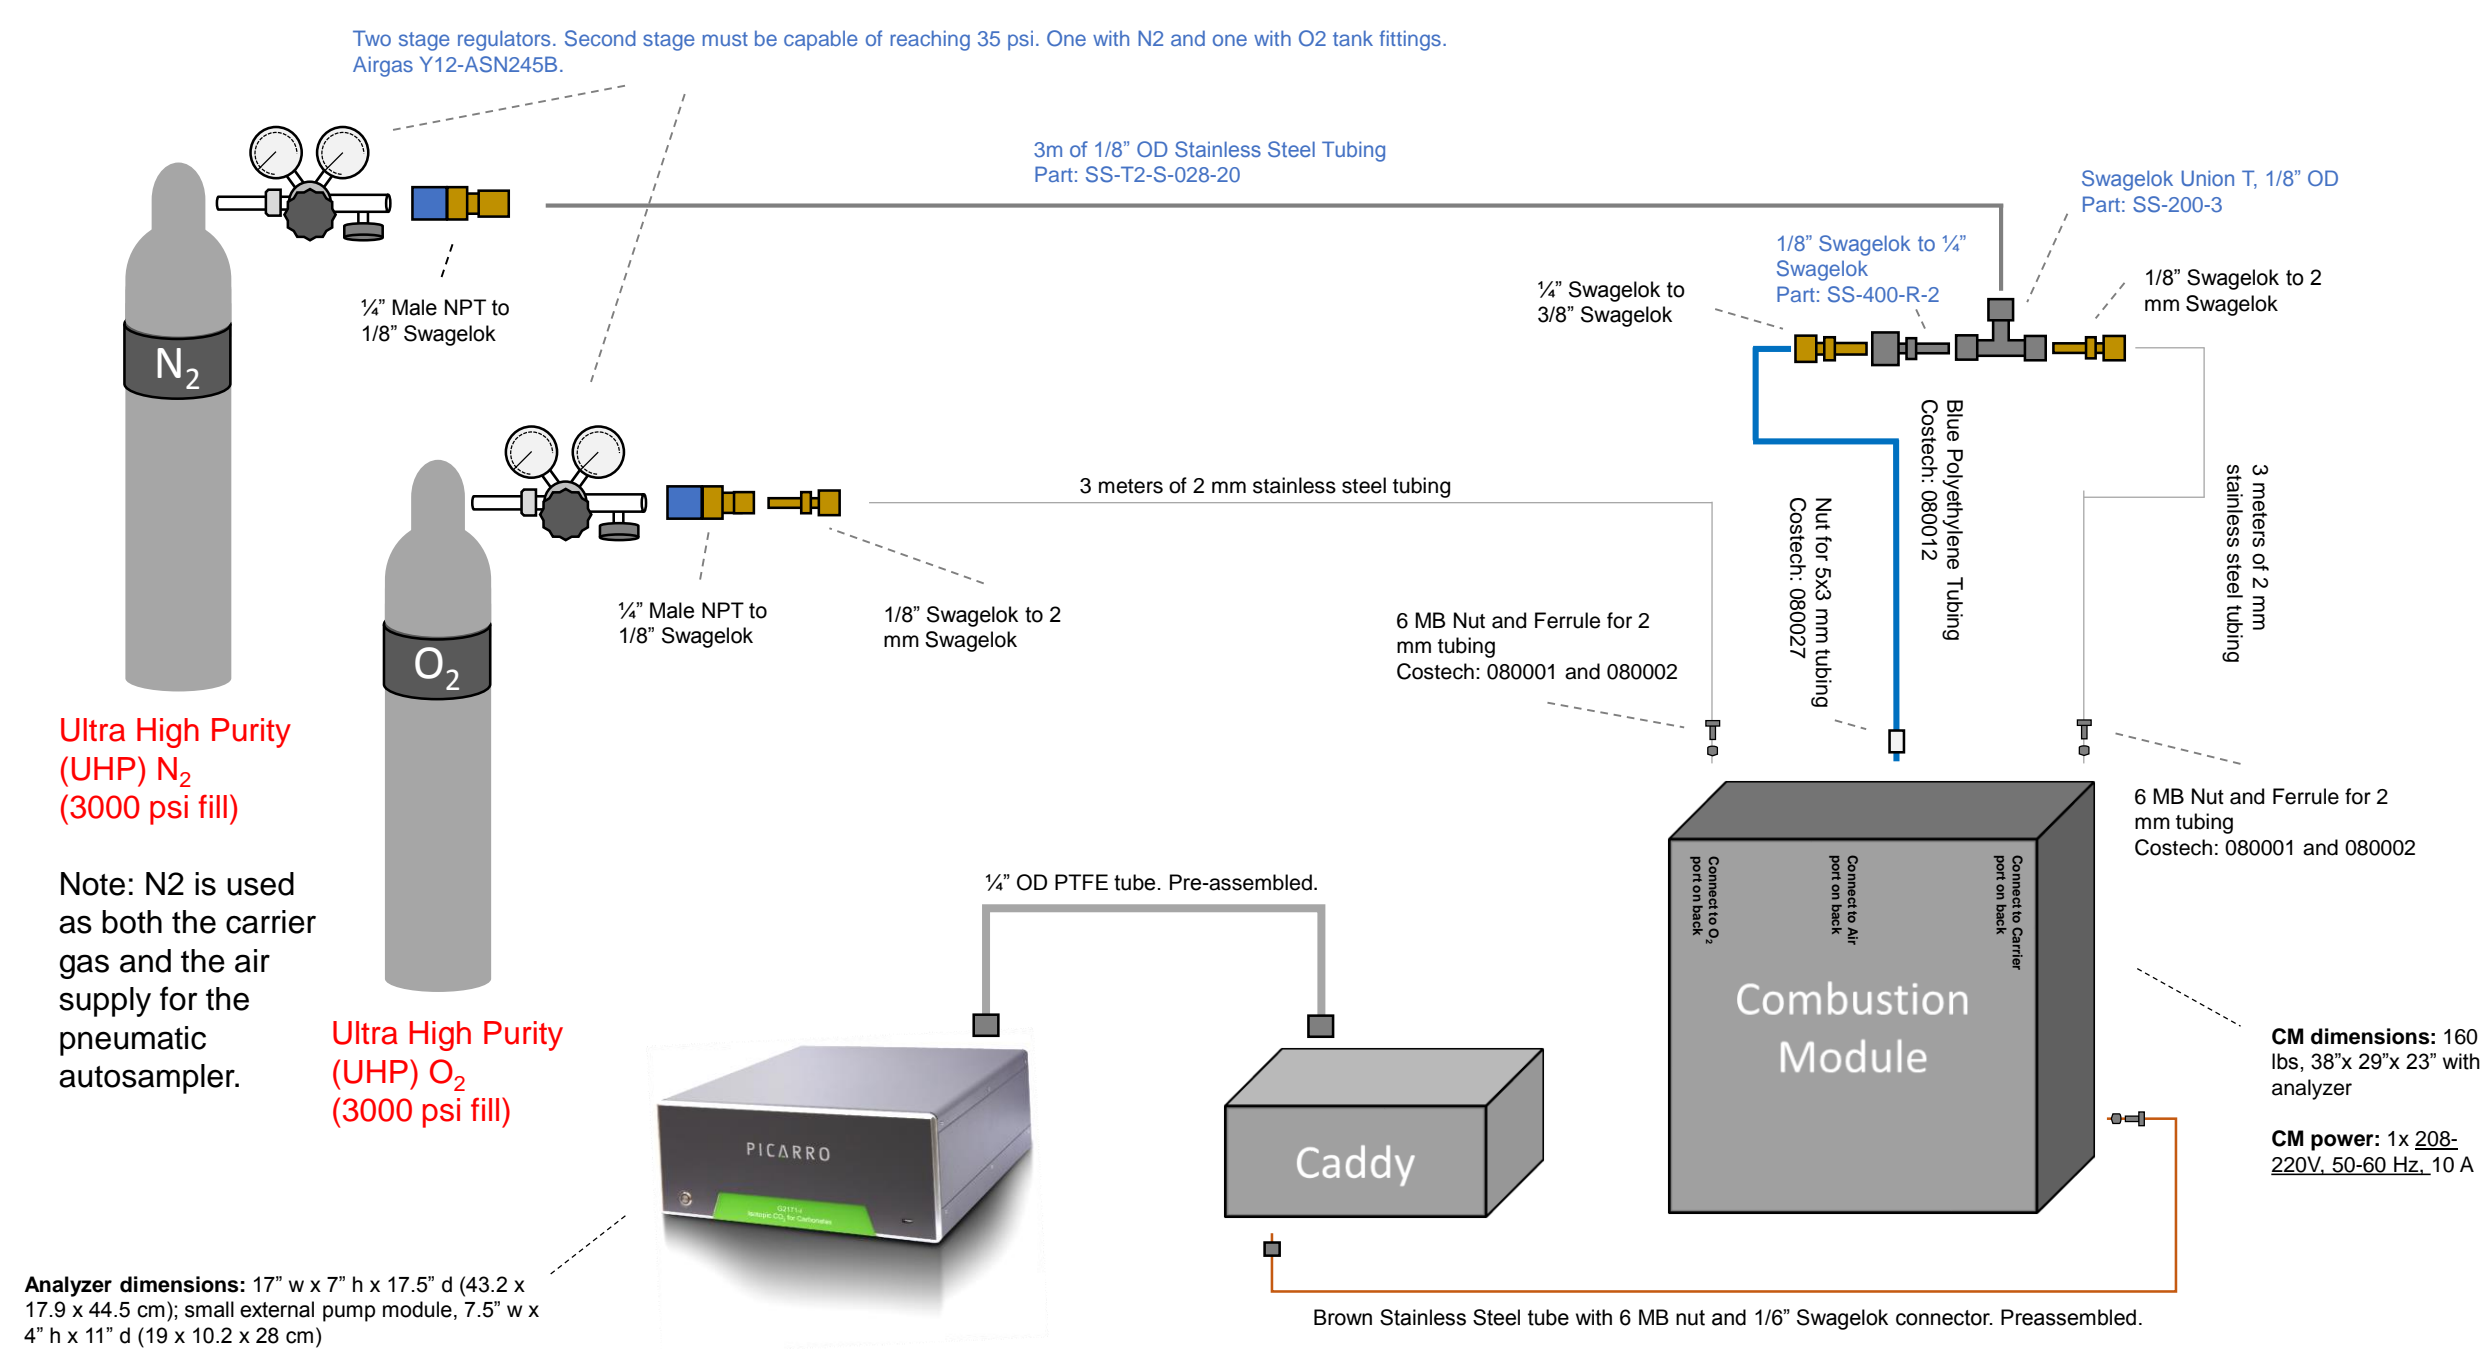 Two stage regulators. Second stage must be capable of reaching 35 psi. One with N2 and one with O2 tank fittings.
Airgas Y12-ASN245B.
3m of 1/8” OD Stainless Steel Tubing
Part: SS-T2-S-028-20
Swagelok Union T, 1/8” OD
Part: SS-200-3
1/8” Swagelok to ¼”
Swagelok
Part: SS-400-R-2
¼” Swagelok to
3/8” Swagelok
1/8” Swagelok to 2
mm Swagelok
¼” Male NPT to
1/8” Swagelok
N₂
3 meters of 2 mm stainless steel tubing
Blue Polyethylene Tubing
Costech: 080012
Nut for 5x3 mm tubing
Costech: 080027
3 meters of 2 mm
stainless steel tubing
¼” Male NPT to
1/8” Swagelok
1/8” Swagelok to 2
mm Swagelok
6 MB Nut and Ferrule for 2
mm tubing
Costech: 080001 and 080002
O₂
Ultra High Purity
(UHP) N₂
(3000 psi fill)
6 MB Nut and Ferrule for 2
mm tubing
Costech: 080001 and 080002
Note: N2 is used
as both the carrier
gas and the air
supply for the
pneumatic
autosampler.
¼” OD PTFE tube. Pre-assembled.
Connect to O₂
port on back
Connect to Air
port on back
Connect to Carrier
port on back
Combustion
Module
Ultra High Purity
(UHP) O₂
(3000 psi fill)
CM dimensions: 160
lbs, 38”x 29”x 23” with
analyzer
CM power: 1x 208-
220V, 50-60 Hz, 10 A
PICARRO
G2171-i
Isotopic CO₂ for Carbonates
Caddy
Analyzer dimensions: 17” w x 7” h x 17.5” d (43.2 x
17.9 x 44.5 cm); small external pump module, 7.5” w x
4” h x 11” d (19 x 10.2 x 28 cm)
Brown Stainless Steel tube with 6 MB nut and 1/6” Swagelok connector. Preassembled.